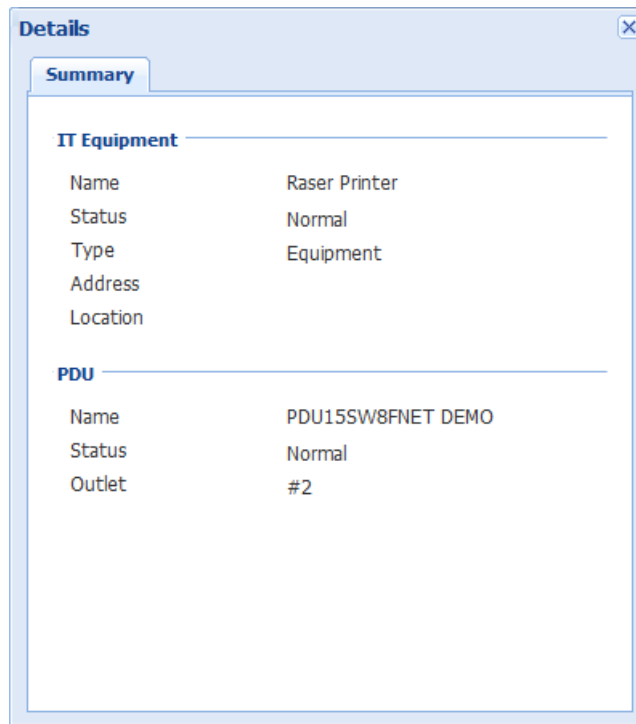 Details
Summary
IT Equipment
Name Raser Printer
Status Normal
Type Equipment
Address
Location
PDU
Name PDU15SW8FNET DEMO
Status Normal
Outlet #2